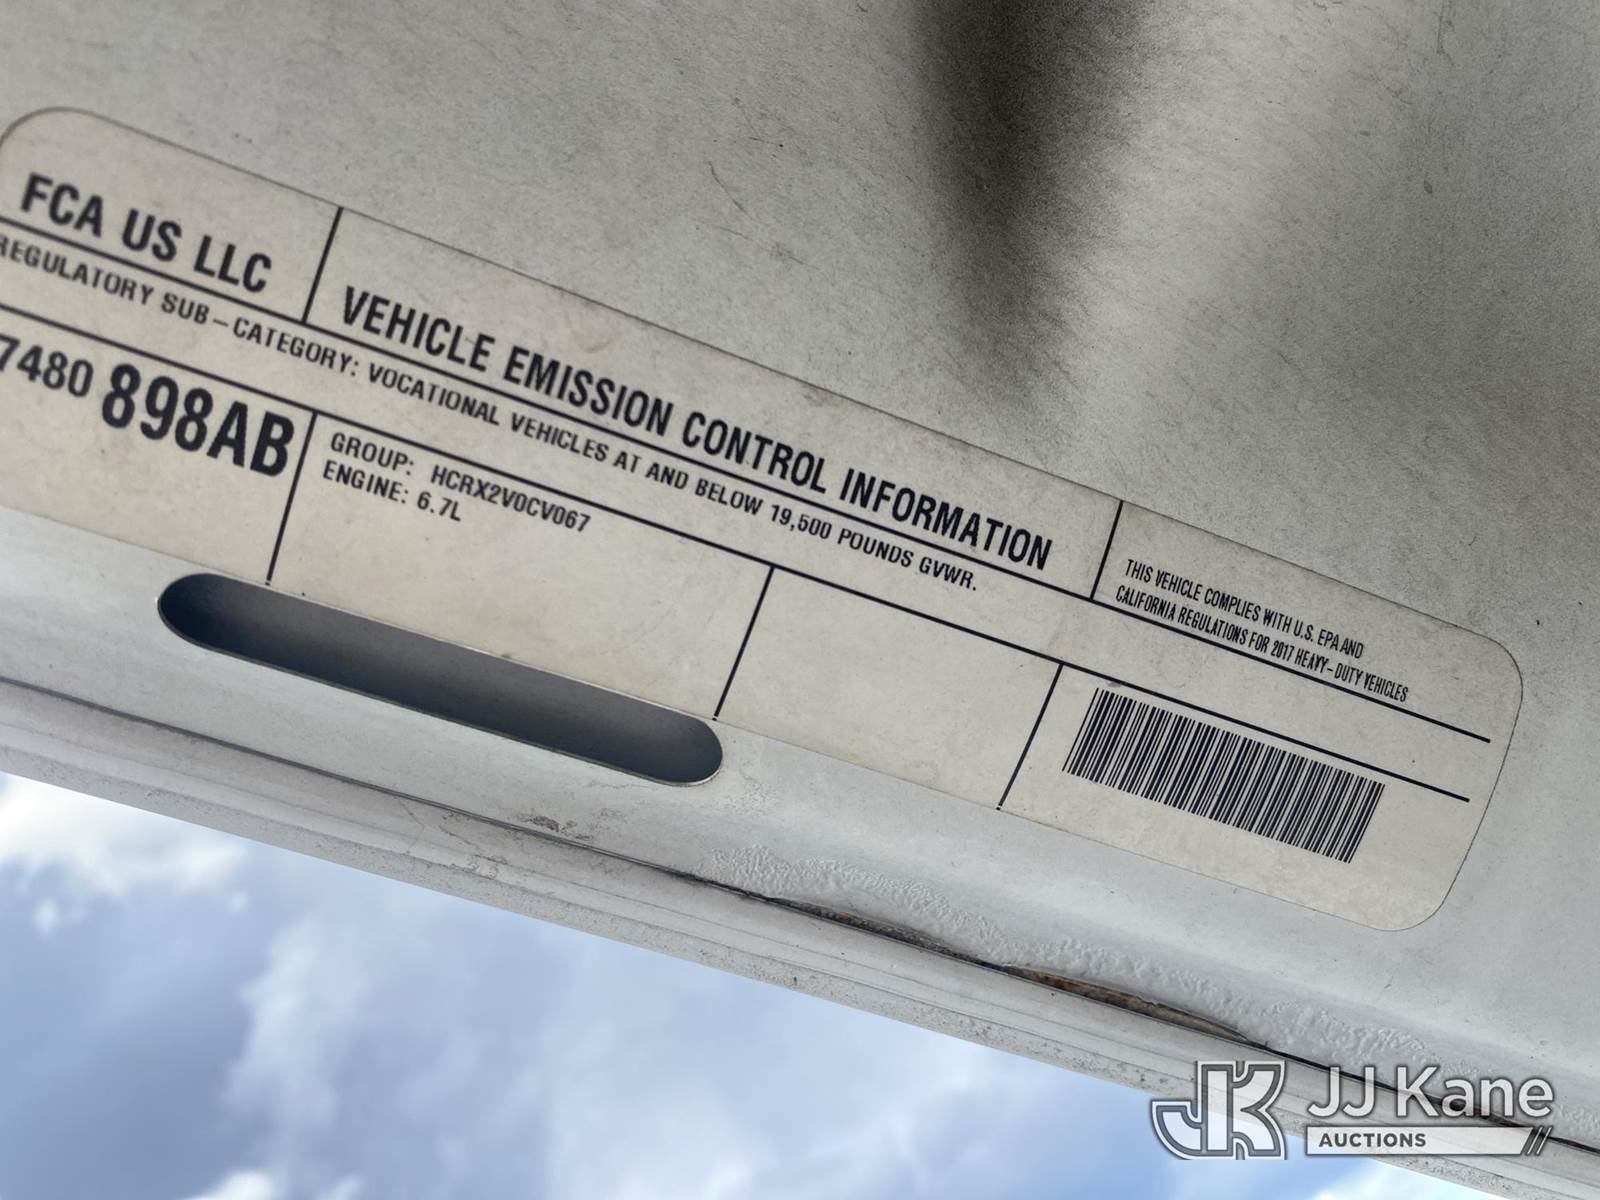 FCA US LLC
VEHICLE EMISSION CONTROL INFORMATION
THIS VEHICLE COMPLIES WITH U.S. EPA AND
CALIFORNIA REGULATIONS FOR 2017 HEAVY-DUTY VEHICLES
REGULATORY SUB-CATEGORY: VOCATIONAL VEHICLES AT AND BELOW 19,500 POUNDS GVWR.
7480 898AB
GROUP: HCRX2V0CV067
ENGINE: 6.7L
JK
JJ Kane
AUCTIONS